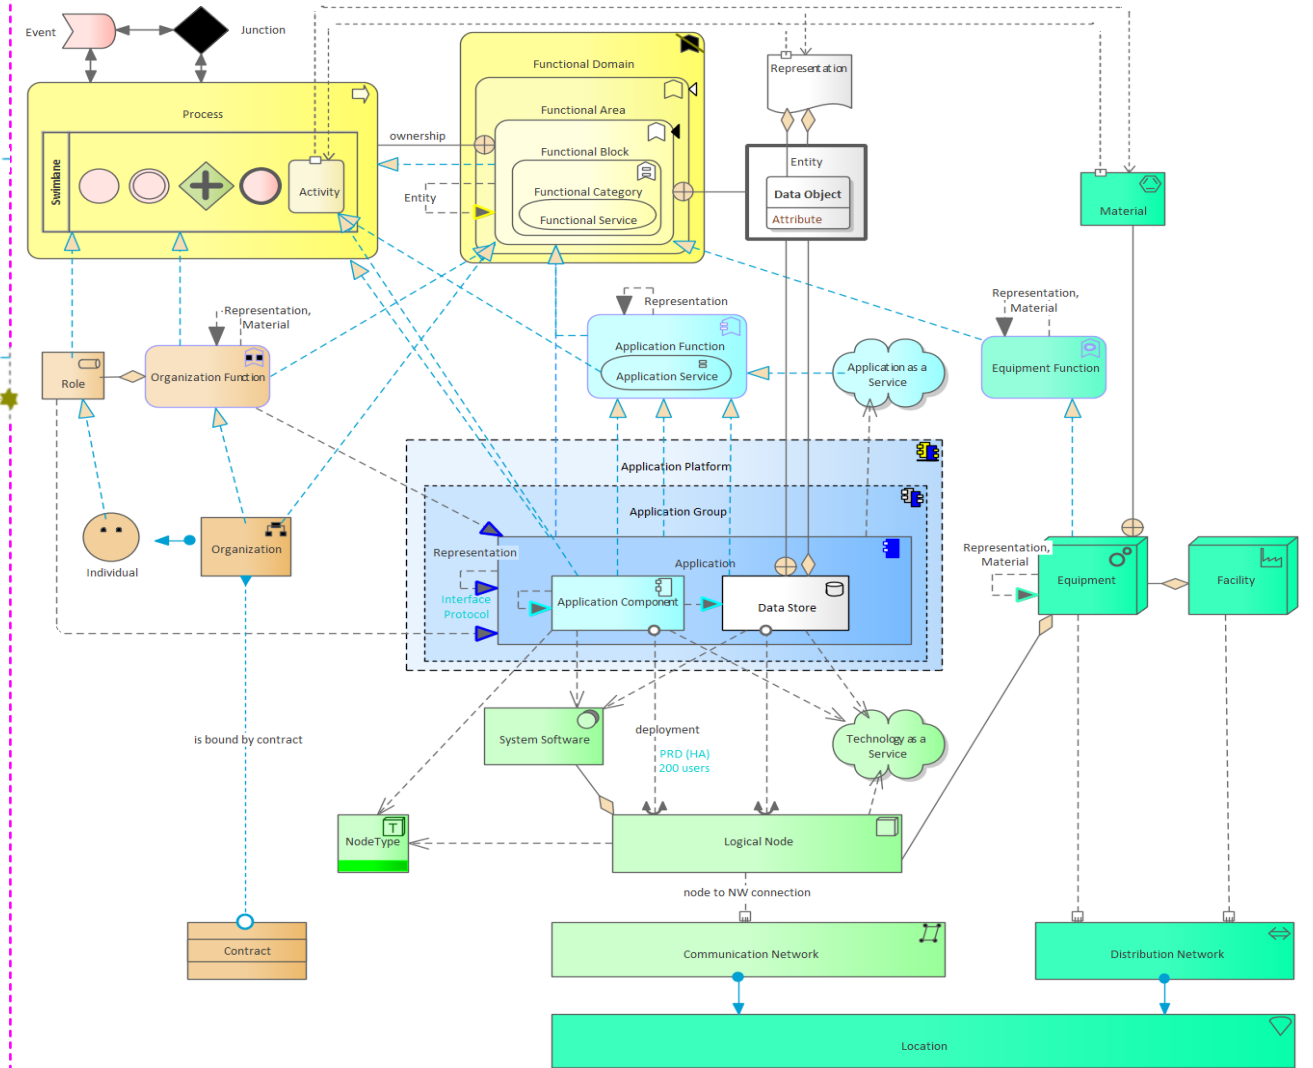 Event
Junction
Process
Swimlane
Activity
ownership
Functional Domain
Functional Area
Functional Block
Functional Category
Functional Service
Entity
Representation
Entity
Data Object
Attribute
Material
Representation,
Material
Role
Organization Function
Representation
Application Function
Application Service
Application as a
Service
Representation,
Material
Equipment Function
Application Platform
Application Group
Application
Representation
Interface
Protocol
Application Component
Data Store
Individual
Organization
Representation,
Material
Equipment
Facility
is bound by contract
System Software
deployment
PRD (HA)
200 users
Technology as a
Service
NodeType
T
Logical Node
node to NW connection
Contract
Communication Network
Distribution Network
Location